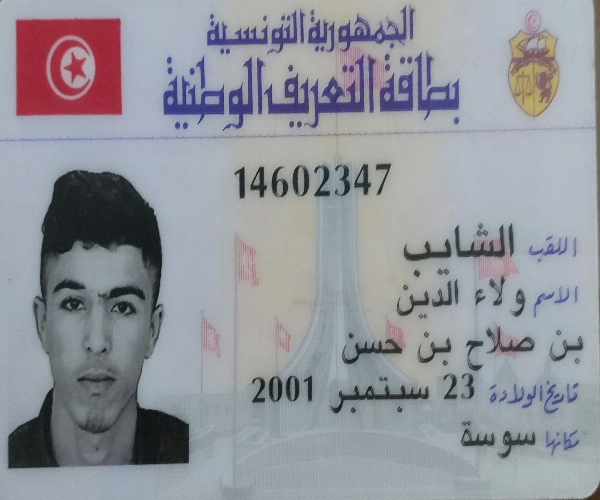 الجمهورية التونسية
بطاقة التعريف الوطنية
14602347
اللقب الشايب
الاسم ولاء الدين
بن صلاح بن حسن
تاريخ الولادة 23 سبتمبر 2001
مكانها سوسة